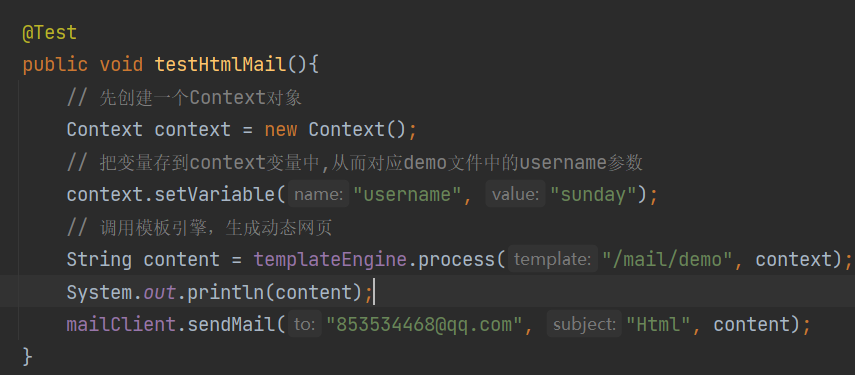 @Test
public void testHtmlMail(){
// 先创建一个Context对象
Context context = new Context();
// 把变量存到context变量中,从而对应demo文件中的username参数
context.setVariable( name: "username", value: "sunday");
// 调用模板引擎，生成动态网页
String content = templateEngine.process( template: "/mail/demo", context);
System.out.println(content);
mailClient.sendMail( to: "853534468@qq.com", subject: "Html", content);
}